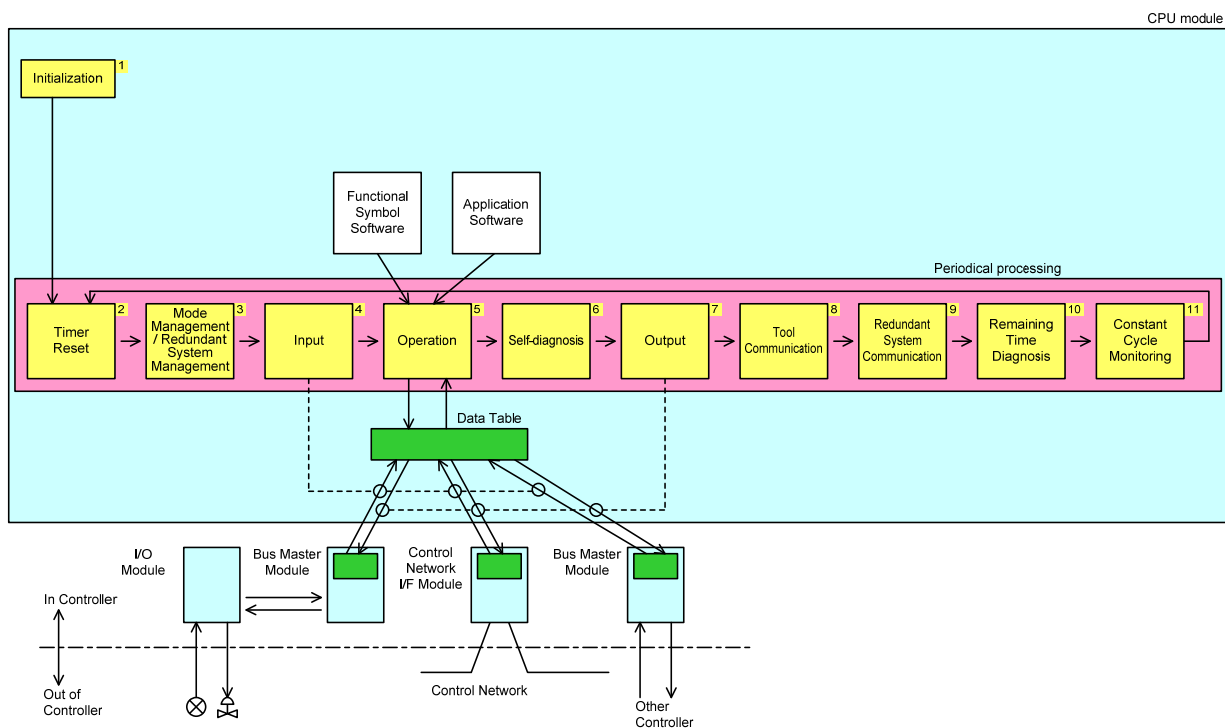 CPU module
1
Initialization
Functional
Symbol
Software
Application
Software
Periodical processing
2
Timer
Reset
3
Mode
Management
/ Redundant
System
Management
4
Input
5
Operation
6
Self-diagnosis
7
Output
8
Tool
Communication
9
Redundant
System
Communication
10
Remaining
Time
Diagnosis
11
Constant
Cycle
Monitoring
Data Table
I/O
Module
Bus Master
Module
Control
Network
I/F Module
Bus Master
Module
In Controller
Out of
Controller
Control Network
Other
Controller